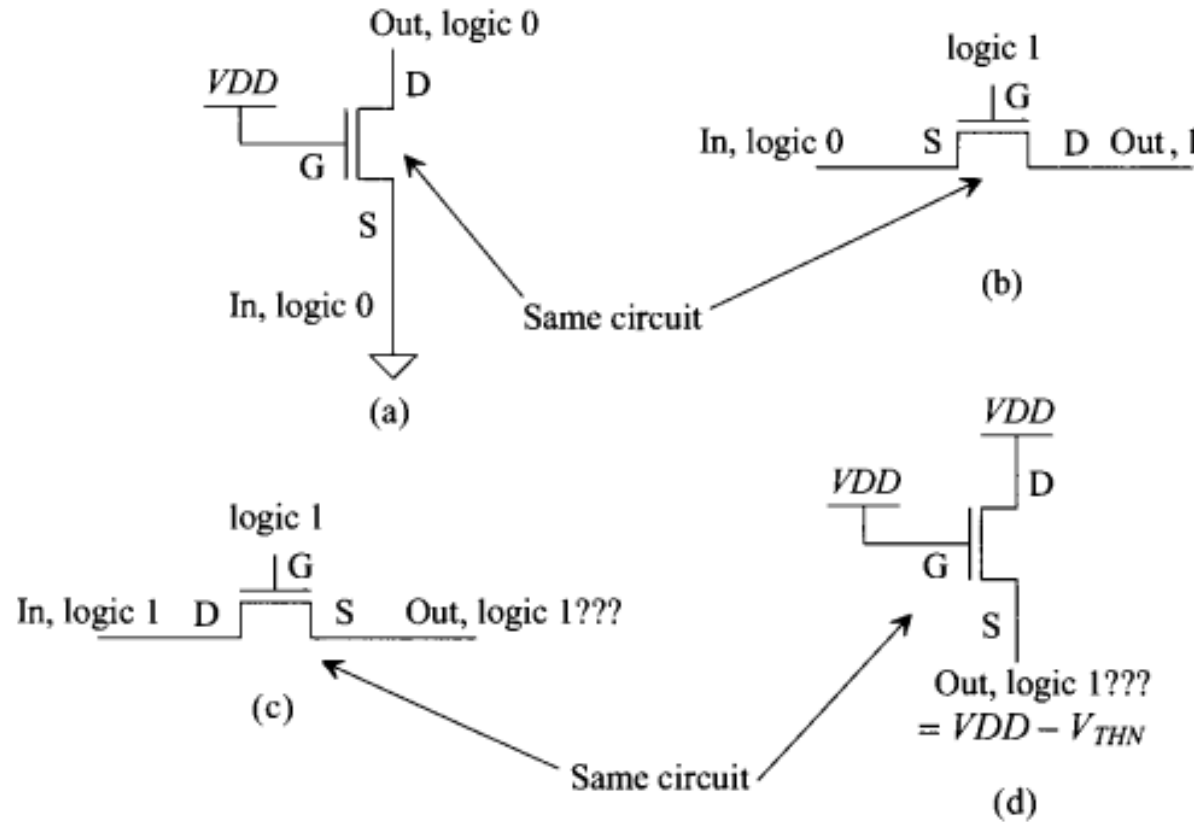 Out, logic 0
VDD
D
G
S
In, logic 0
(a)
logic 1
G
In, logic 0
S
D
Out,
(b)
Same circuit
logic 1
G
In, logic 1
D
S
Out, logic 1???
(c)
VDD
VDD
D
G
S
Out, logic 1???
= VDD – V_THN
(d)
Same circuit